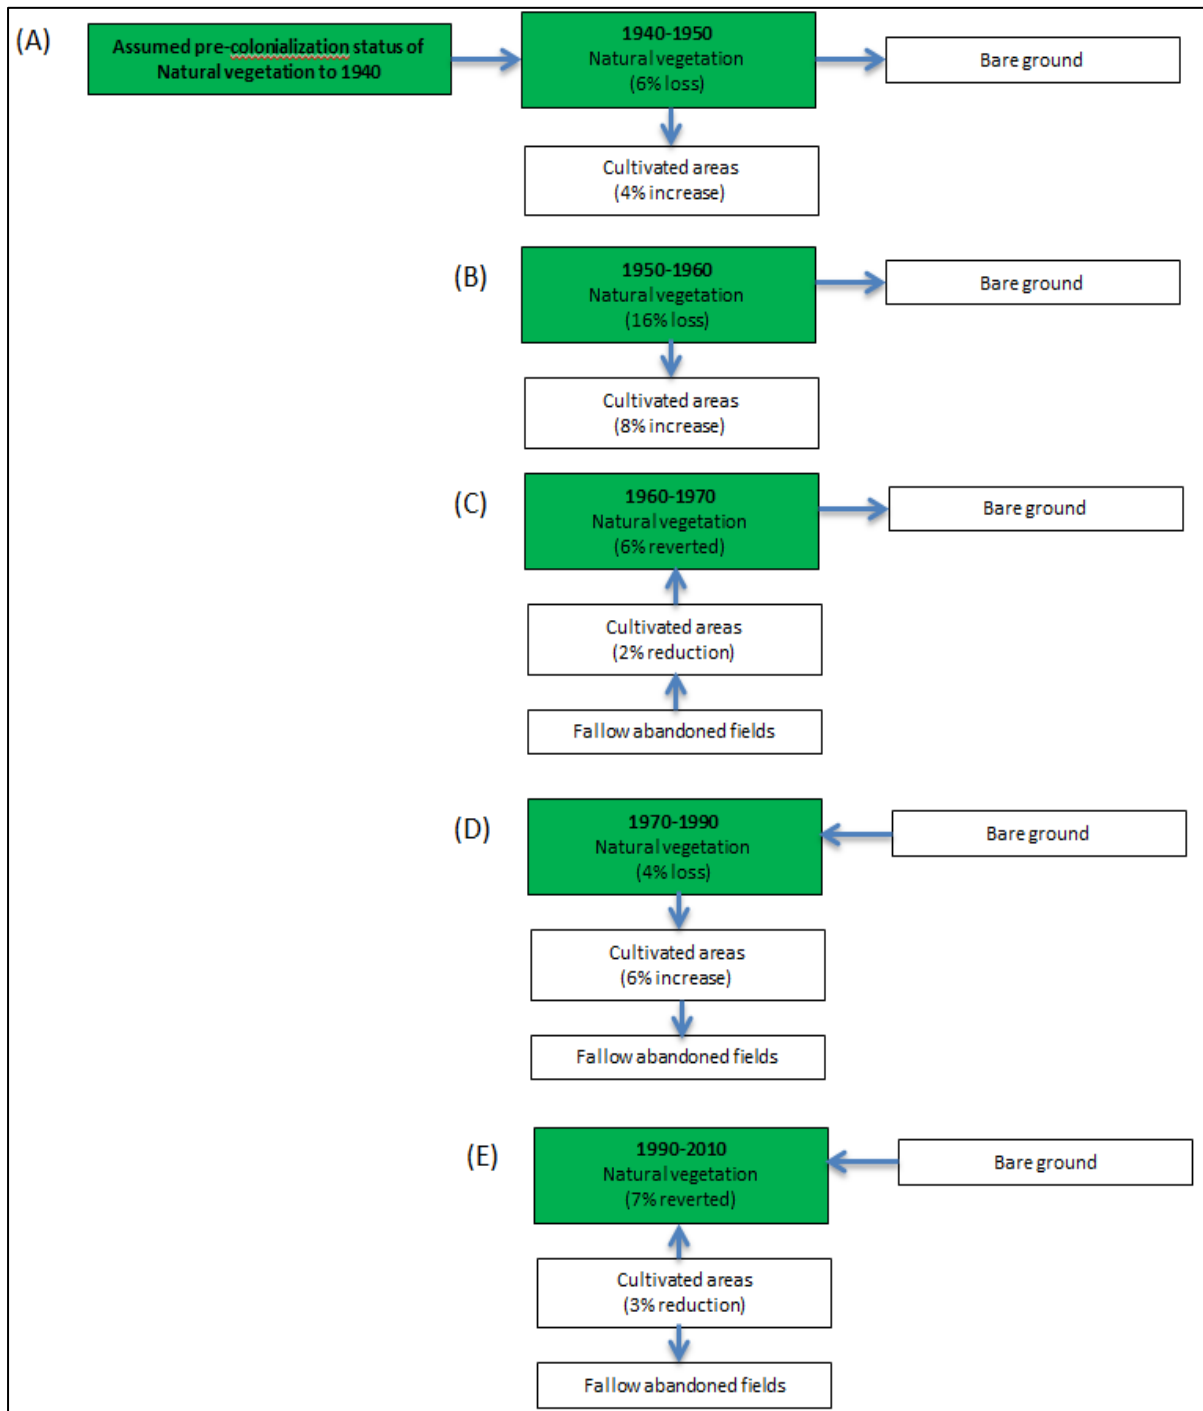 (A)
Assumed pre-colonialization status of
Natural vegetation to 1940
1940-1950
Natural vegetation
(6% loss)
Bare ground
Cultivated areas
(4% increase)
(B)
1950-1960
Natural vegetation
(16% loss)
Bare ground
Cultivated areas
(8% increase)
(C)
1960-1970
Natural vegetation
(6% reverted)
Bare ground
Cultivated areas
(2% reduction)
Fallow abandoned fields
(D)
1970-1990
Natural vegetation
(4% loss)
Bare ground
Cultivated areas
(6% increase)
Fallow abandoned fields
(E)
1990-2010
Natural vegetation
(7% reverted)
Bare ground
Cultivated areas
(3% reduction)
Fallow abandoned fields